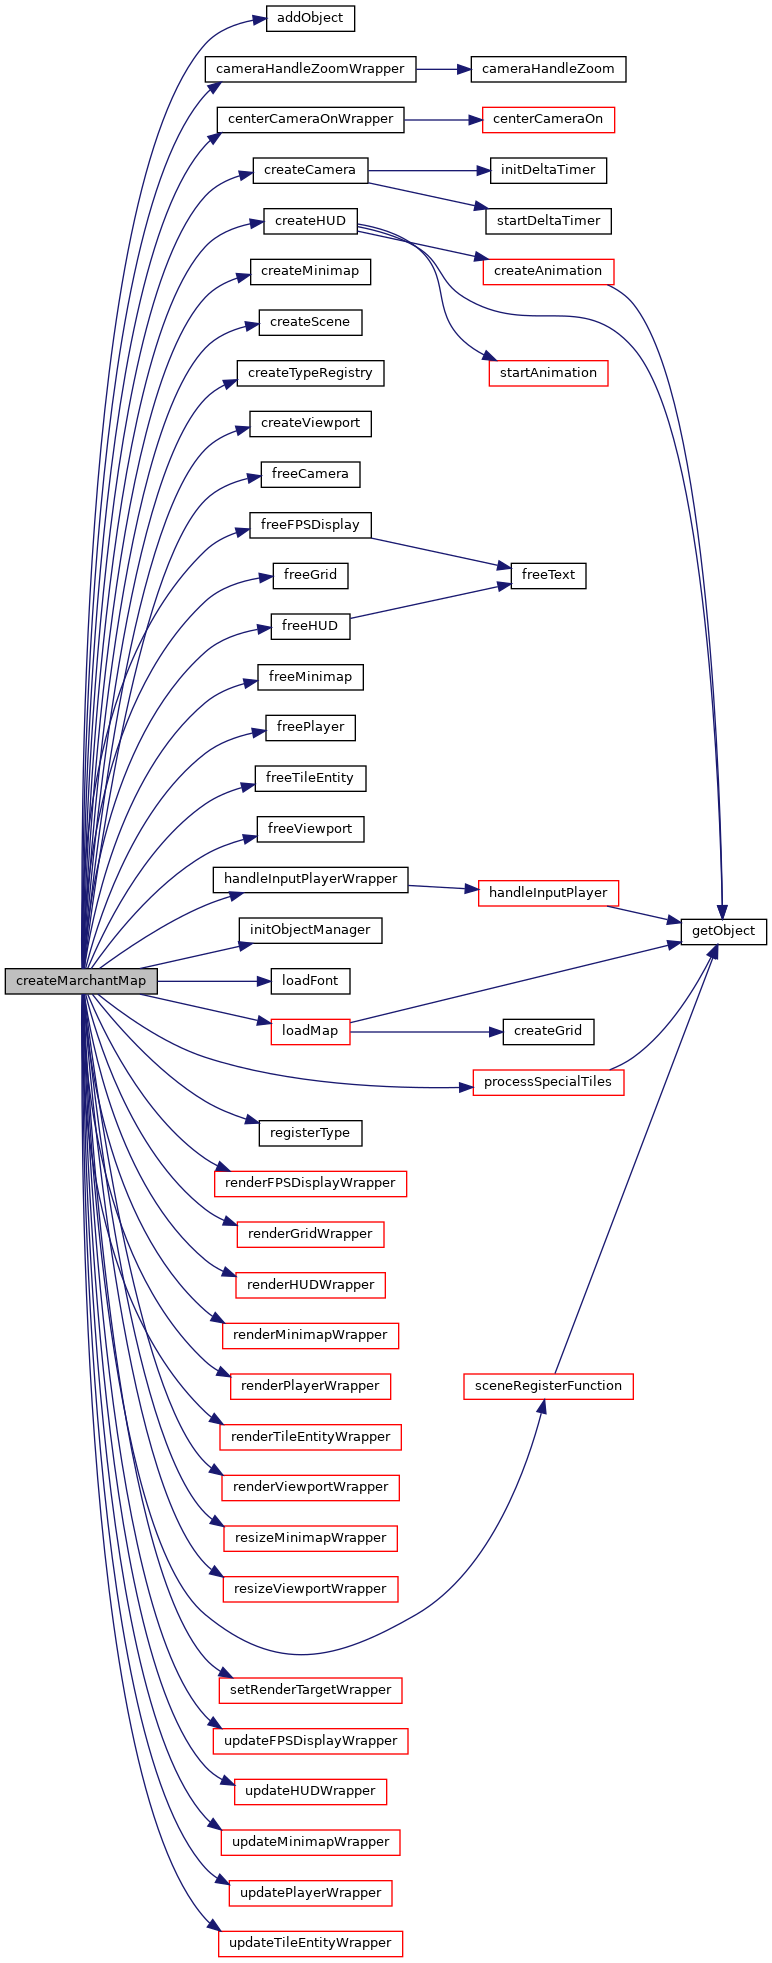 addObject
cameraHandleZoomWrapper
cameraHandleZoom
centerCameraOnWrapper
centerCameraOn
createCamera
initDeltaTimer
startDeltaTimer
createHUD
createAnimation
createMinimap
createScene
createTypeRegistry
startAnimation
createViewport
freeCamera
freeFPSDisplay
freeGrid
freeText
freeHUD
freeMinimap
freePlayer
freeTileEntity
freeViewport
handleInputPlayerWrapper
handleInputPlayer
initObjectManager
getObject
createMarchantMap
loadFont
loadMap
createGrid
processSpecialTiles
registerType
renderFPSDisplayWrapper
renderGridWrapper
renderHUDWrapper
renderMinimapWrapper
renderPlayerWrapper
sceneRegisterFunction
renderTileEntityWrapper
renderViewportWrapper
resizeMinimapWrapper
resizeViewportWrapper
setRenderTargetWrapper
updateFPSDisplayWrapper
updateHUDWrapper
updateMinimapWrapper
updatePlayerWrapper
updateTileEntityWrapper